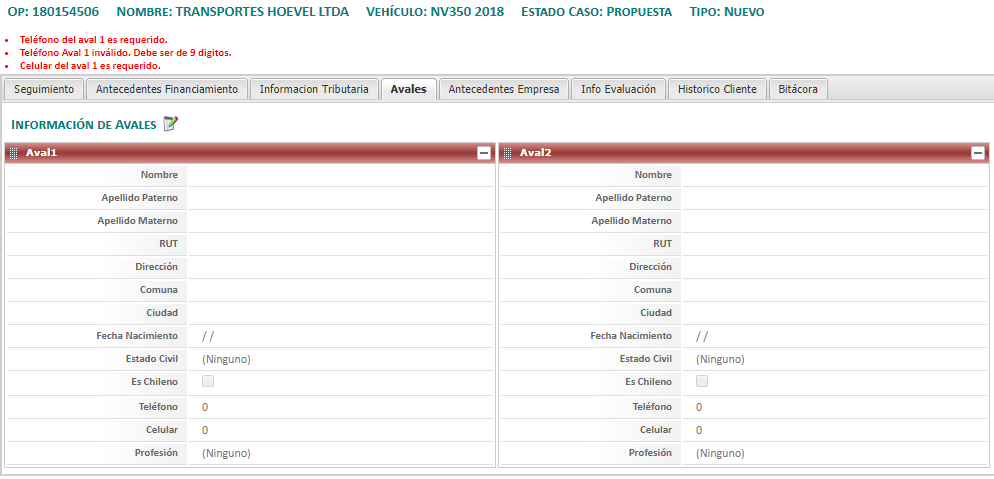 OP: 180154506 NOMBRE: TRANSPORTES HOEVEL LTDA VEHÍCULO: NV350 2018 ESTADO CASO: PROPUESTA TIPO: NUEVO
Teléfono del aval 1 es requerido.
Teléfono Aval 1 inválido. Debe ser de 9 digitos.
Celular del aval 1 es requerido.
Seguimiento Antecedentes Financiamiento Informacion Tributaria Avales Antecedentes Empresa Info Evaluación Historico Cliente Bitácora
INFORMACIÓN DE AVALES
Aval1
Nombre
Apellido Paterno
Apellido Materno
RUT
Dirección
Comuna
Ciudad
Fecha Nacimiento / /
Estado Civil (Ninguno)
Es Chileno
Teléfono 0
Celular 0
Profesión (Ninguno)
Aval2
Nombre
Apellido Paterno
Apellido Materno
RUT
Dirección
Comuna
Ciudad
Fecha Nacimiento / /
Estado Civil (Ninguno)
Es Chileno
Teléfono 0
Celular 0
Profesión (Ninguno)